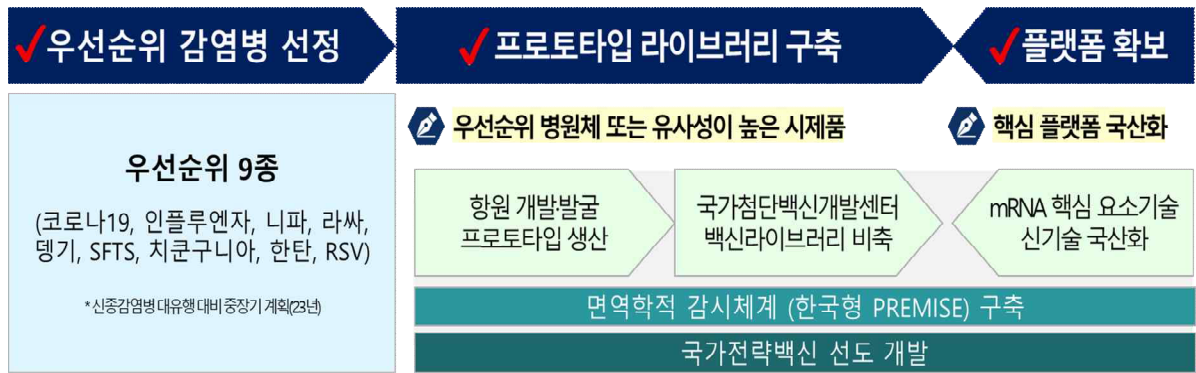 우선순위 감염병 선정
프로토타입 라이브러리 구축
플랫폼 확보
우선순위 9종
(코로나19, 인플루엔자, 니파, 라싸,
뎅기, SFTS, 치쿤구니아, 한탄, RSV)
* 신종감염병 대유행 대비 중장기 계획(23년)
우선순위 병원체 또는 유사성이 높은 시제품
항원 개발·발굴
프로토타입 생산
국가첨단백신개발센터
백신라이브러리 비축
핵심 플랫폼 국산화
mRNA 핵심 요소기술
신기술 국산화
면역학적 감시체계 (한국형 PREMISE) 구축
국가전략백신 선도 개발